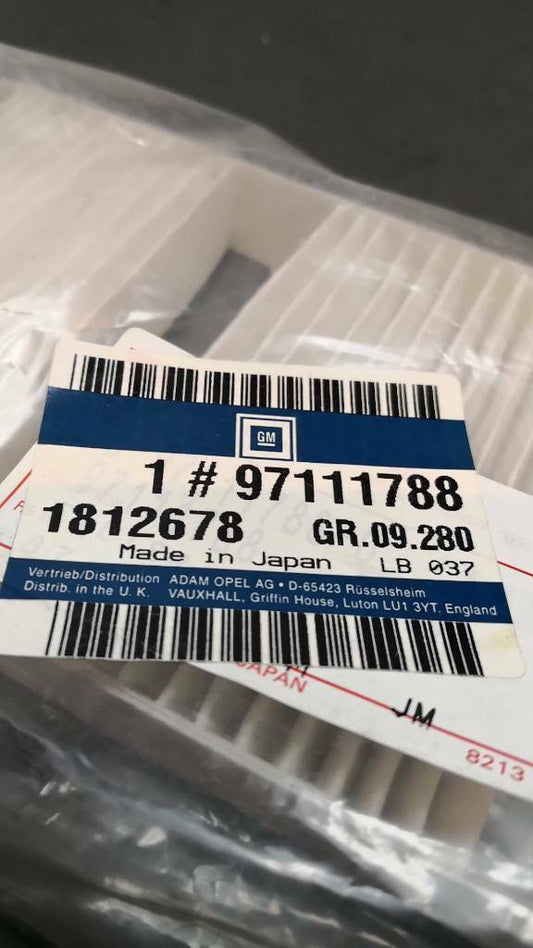 GM
1 # 97111788
1812678 GR.09.280
Made in Japan LB 037
Vertrieb/Distribution ADAM OPEL AG • D-65423 Rüsselsheim
Distrib. in the U. K. VAUXHALL, Griffin House, Luton LU1 3YT. England
JAPAN
JM
8213